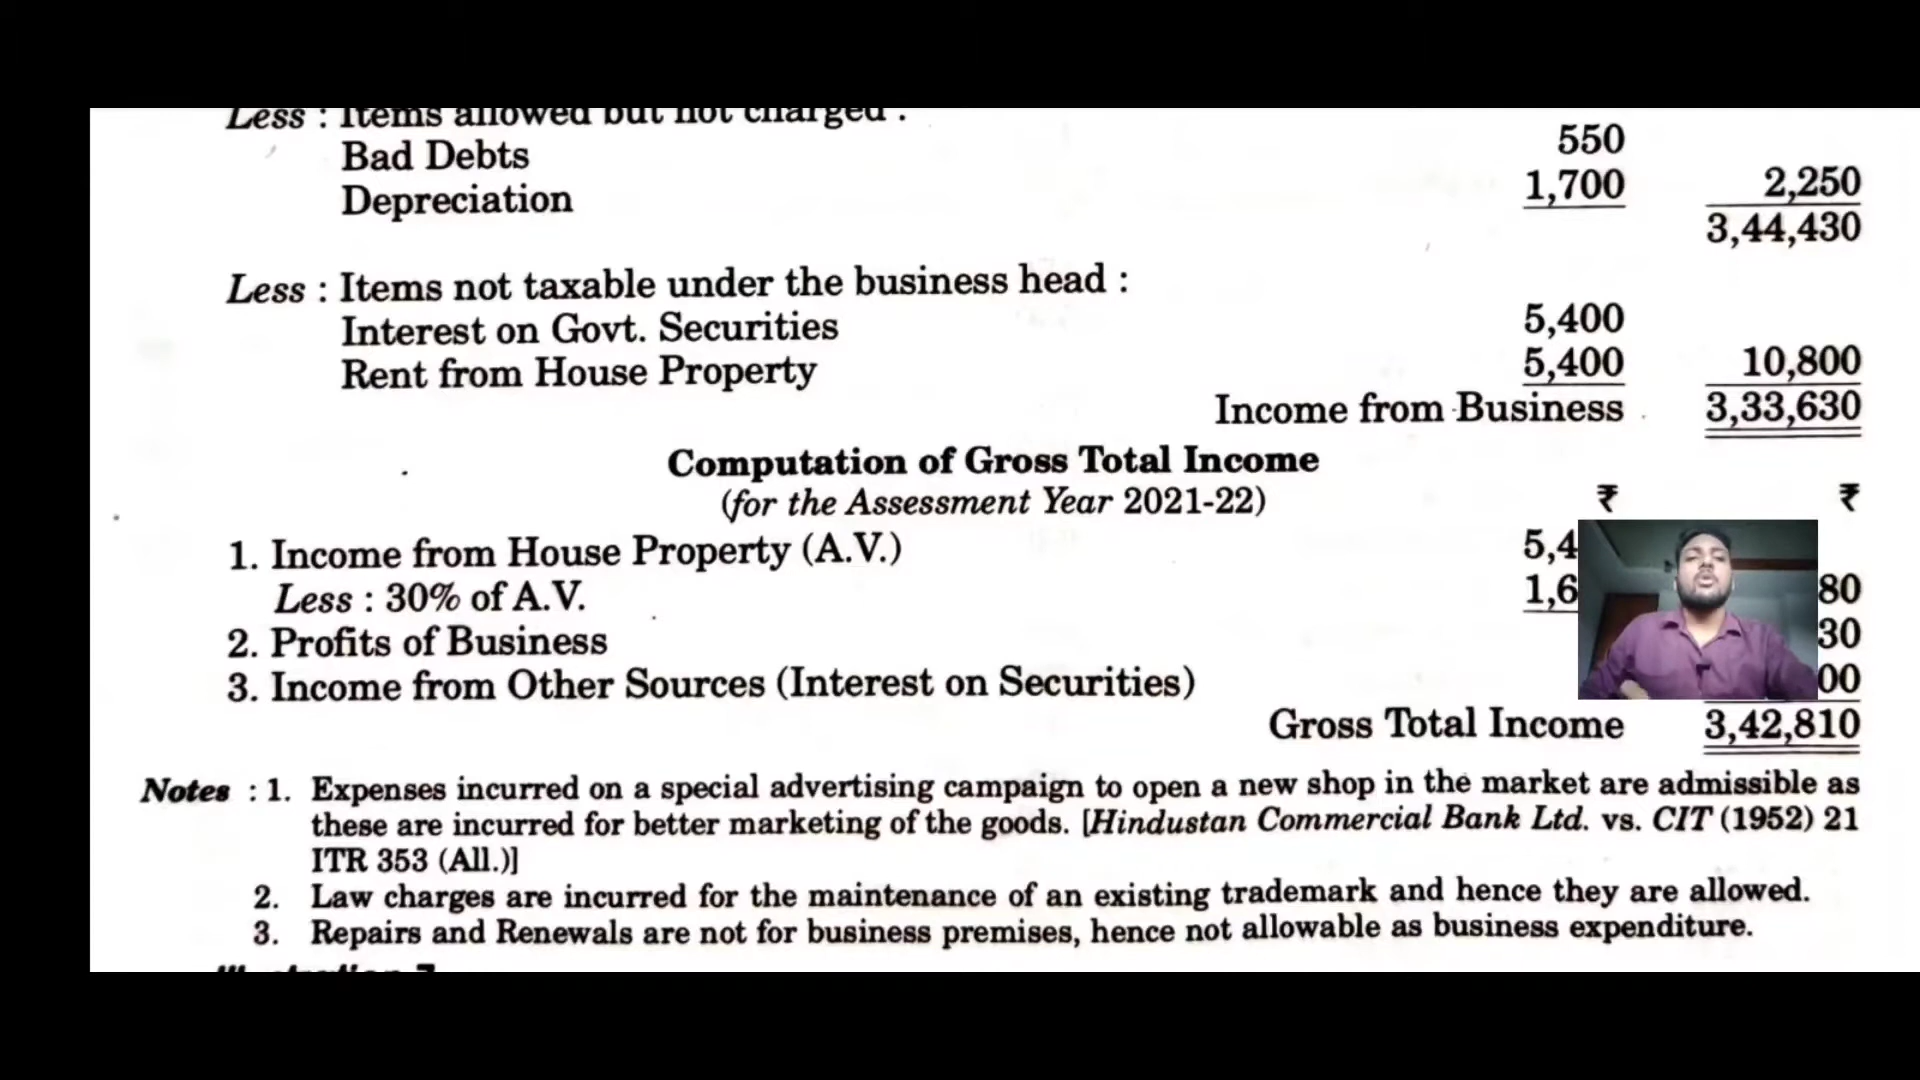 Less : Items allowed but not charged :
Bad Debts 550
Depreciation 1,700 2,250
3,44,430
Less : Items not taxable under the business head :
Interest on Govt. Securities 5,400
Rent from House Property 5,400 10,800
Income from Business 3,33,630
Computation of Gross Total Income
(for the Assessment Year 2021-22)
₹ ₹
1. Income from House Property (A.V.) 5,4
Less : 30% of A.V. 1,6 80
2. Profits of Business 30
3. Income from Other Sources (Interest on Securities) 00
Gross Total Income 3,42,810
Notes : 1. Expenses incurred on a special advertising campaign to open a new shop in the market are admissible as
these are incurred for better marketing of the goods. [Hindustan Commercial Bank Ltd. vs. CIT (1952) 21
ITR 353 (All.)]
2. Law charges are incurred for the maintenance of an existing trademark and hence they are allowed.
3. Repairs and Renewals are not for business premises, hence not allowable as business expenditure.